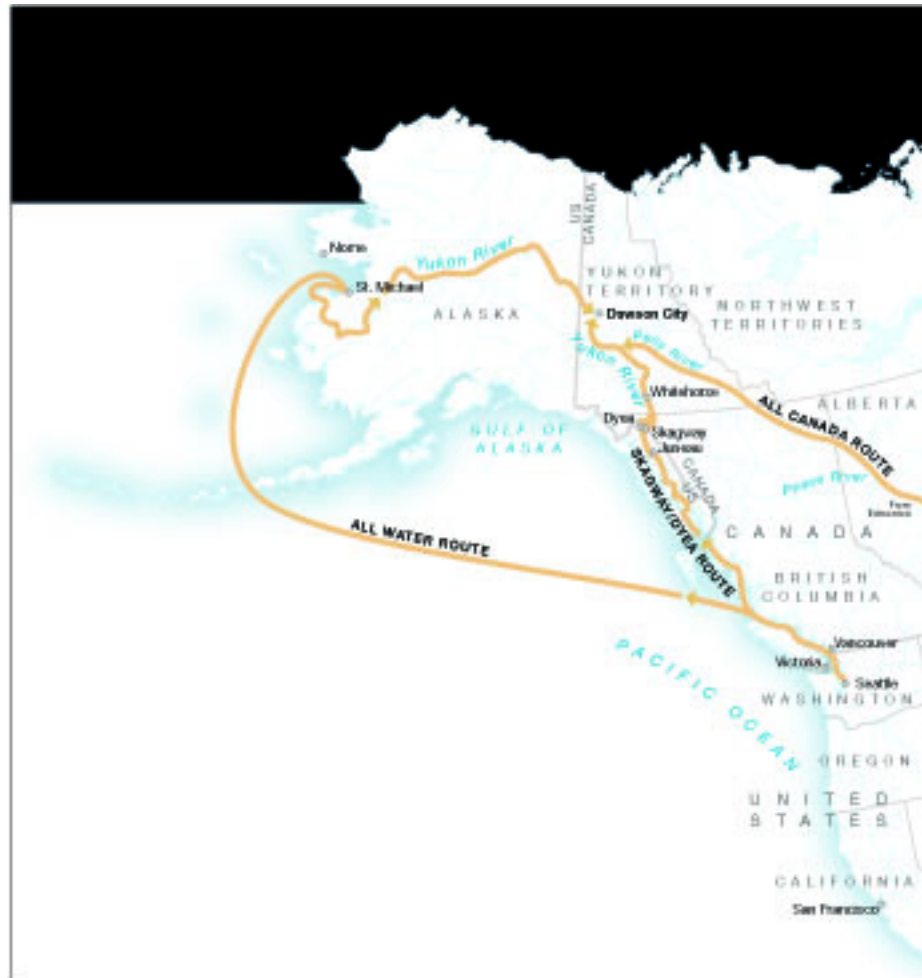 US
CANADA
Nome
Yukon River
St. Michael
YUKON
TERRITORY
ALASKA
Dawson City
NORTHWEST
TERRITORIES
Pelly River
Yukon River
Whitehorse
ALL CANADA ROUTE
ALBERTA
Dyea
Skagway
Juneau
GULF OF
ALASKA
CANADA
US
SKAGWAY/DYEA ROUTE
Peace River
ALL WATER ROUTE
CANADA
BRITISH
COLUMBIA
Vancouver
Victoria
Seattle
PACIFIC OCEAN
WASHINGTON
OREGON
UNITED
STATES
CALIFORNIA
San Francisco